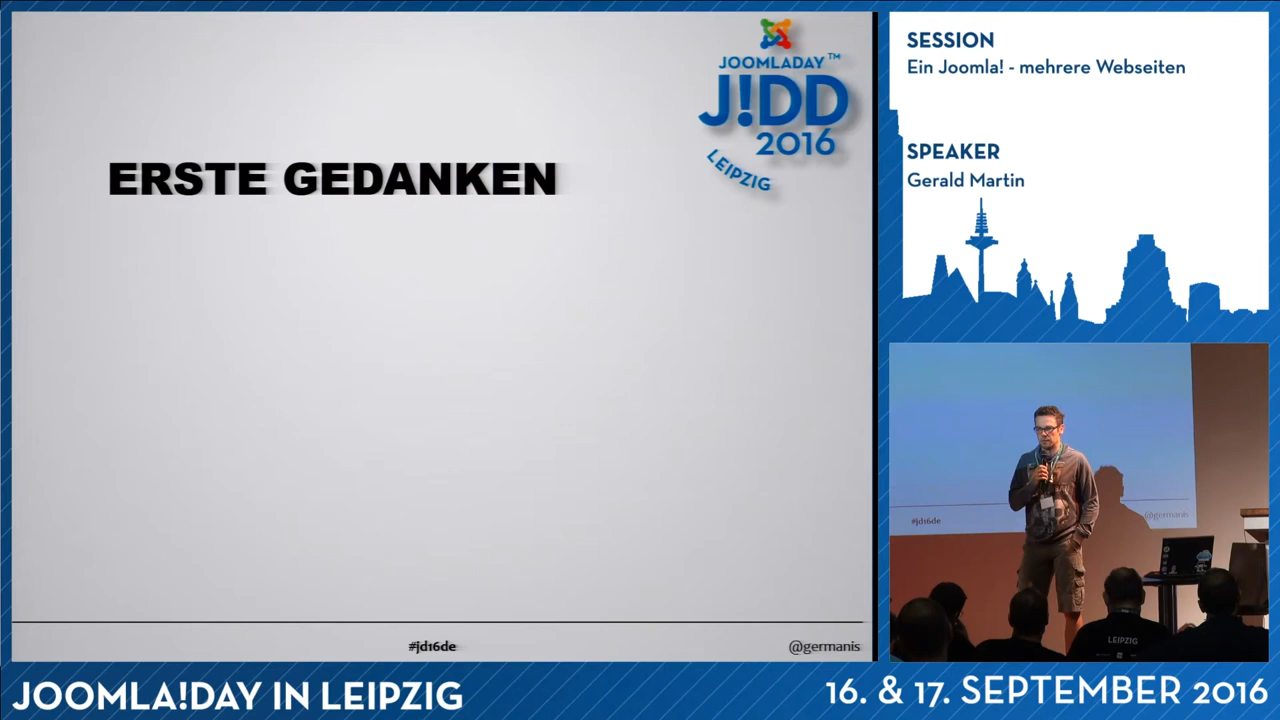 JOOMLADAY™
J!DD
2016
LEIPZIG
ERSTE GEDANKEN
#jd16de
@germanis
SESSION
Ein Joomla! - mehrere Webseiten
SPEAKER
Gerald Martin
#jd16de
@germanis
LEIPZIG
JOOMLA!DAY IN LEIPZIG
16. & 17. SEPTEMBER 2016